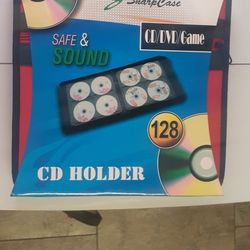 SharpCase
CD/DVD/Game
SAFE &
SOUND
128
CD HOLDER